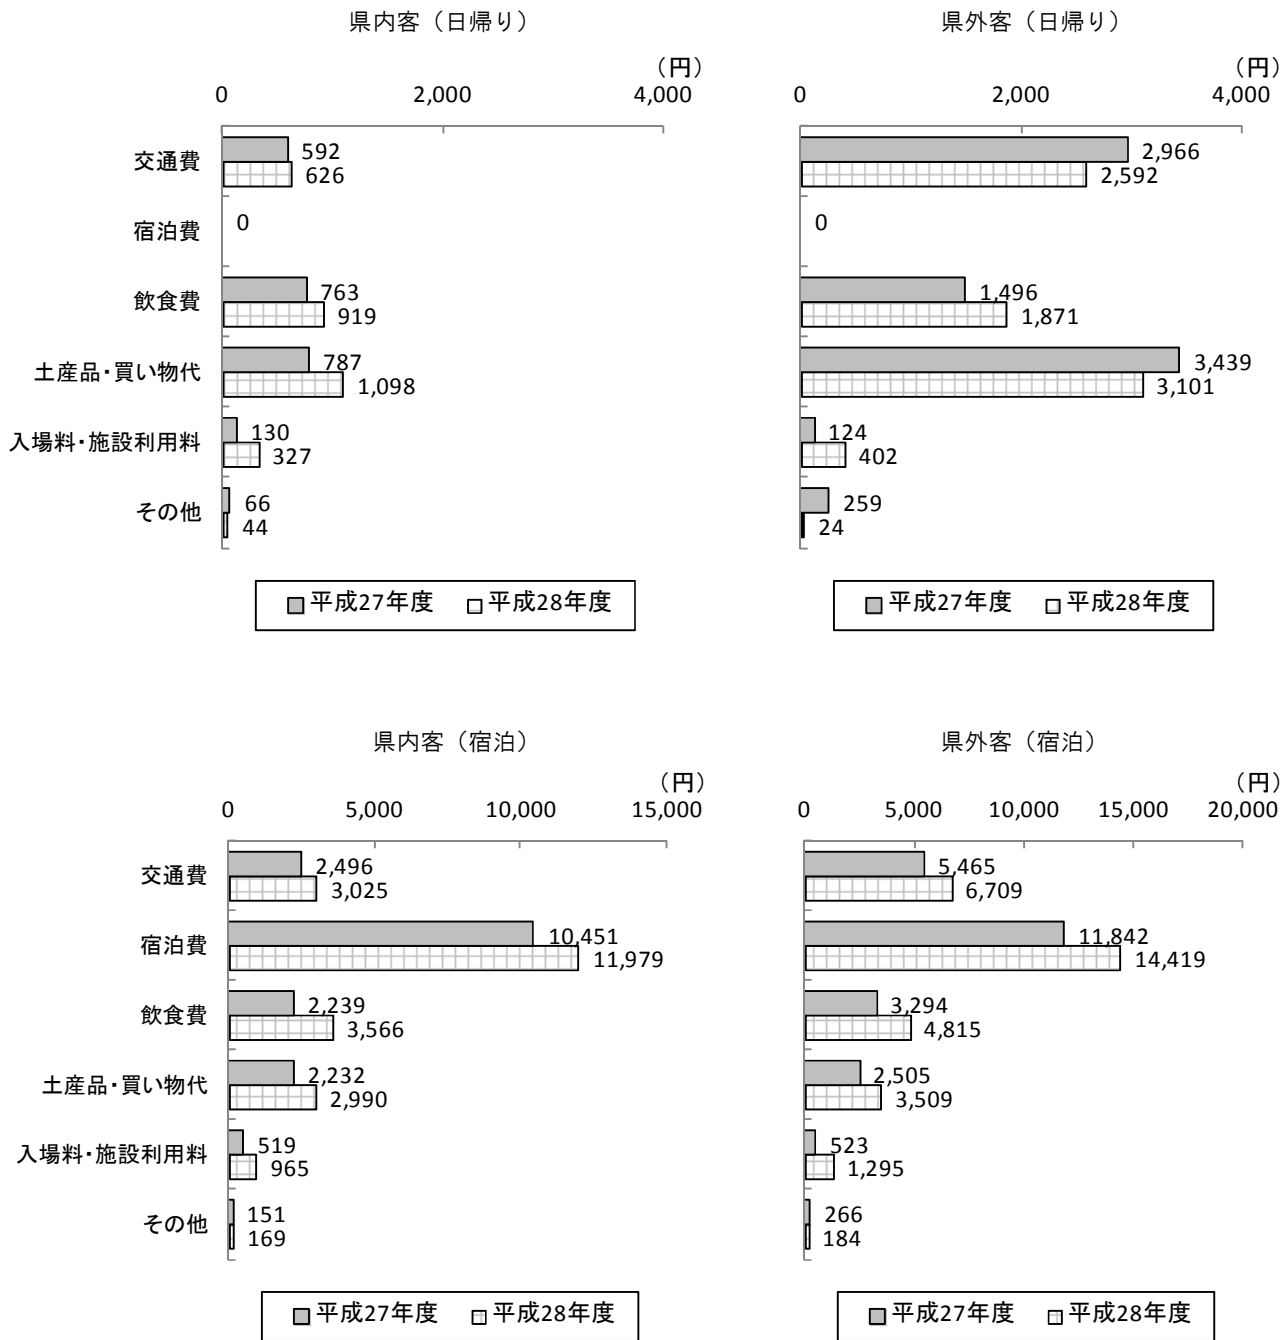 県内客（日帰り）
（円）
0 2,000 4,000
交通費 592
626
宿泊費 0
飲食費 763
919
土産品・買い物代 787
1,098
入場料・施設利用料 130
327
その他 66
44
平成27年度 平成28年度
県外客（日帰り）
（円）
0 2,000 4,000
2,966
2,592
0
1,496
1,871
3,439
3,101
124
402
259
24
平成27年度 平成28年度
県内客（宿泊）
（円）
0 5,000 10,000 15,000
交通費 2,496
3,025
宿泊費 10,451
11,979
飲食費 2,239
3,566
土産品・買い物代 2,232
2,990
入場料・施設利用料 519
965
その他 151
169
平成27年度 平成28年度
県外客（宿泊）
（円）
0 5,000 10,000 15,000 20,000
5,465
6,709
11,842
14,419
3,294
4,815
2,505
3,509
523
1,295
266
184
平成27年度 平成28年度